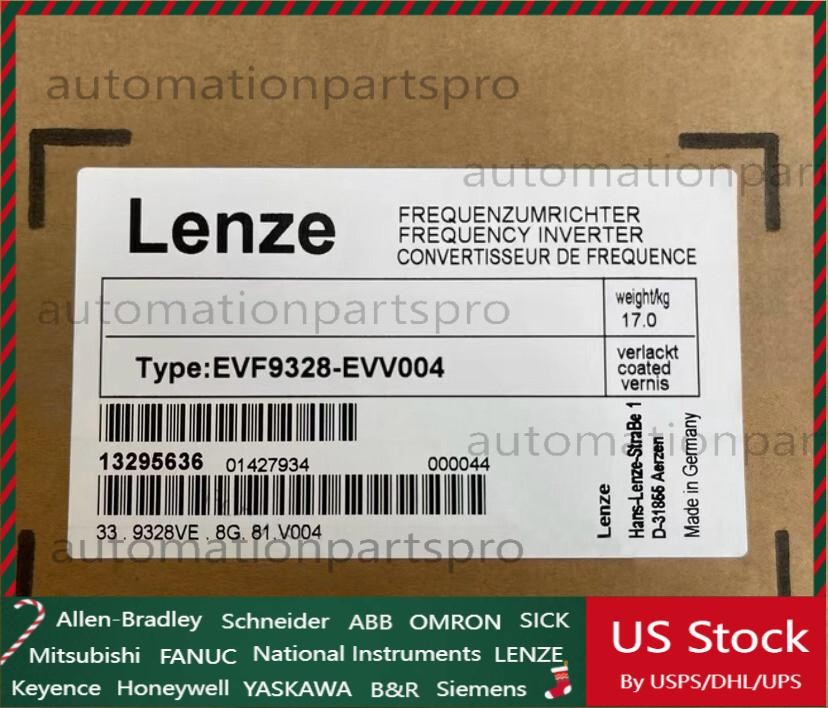 automationpartspro
automationpart
Lenze
FREQUENZUMRICHTER
FREQUENCY INVERTER
CONVERTISSEUR DE FREQUENCE
automationpartspro
weight/kg
17.0
Type:EVF9328-EVV004
verlackt
coated
vernis
automationpart
13295636 01427934 000044
33 . 9328VE . 8G. 81.V004
Lenze
Hans-Lenze-StraBe 1
D-31855 Aerzen
Made in Germany
automationpartspro
Allen-Bradley Schneider ABB OMRON SICK
Mitsubishi FANUC National Instruments LENZE
Keyence Honeywell YASKAWA B&R Siemens
US Stock
By USPS/DHL/UPS